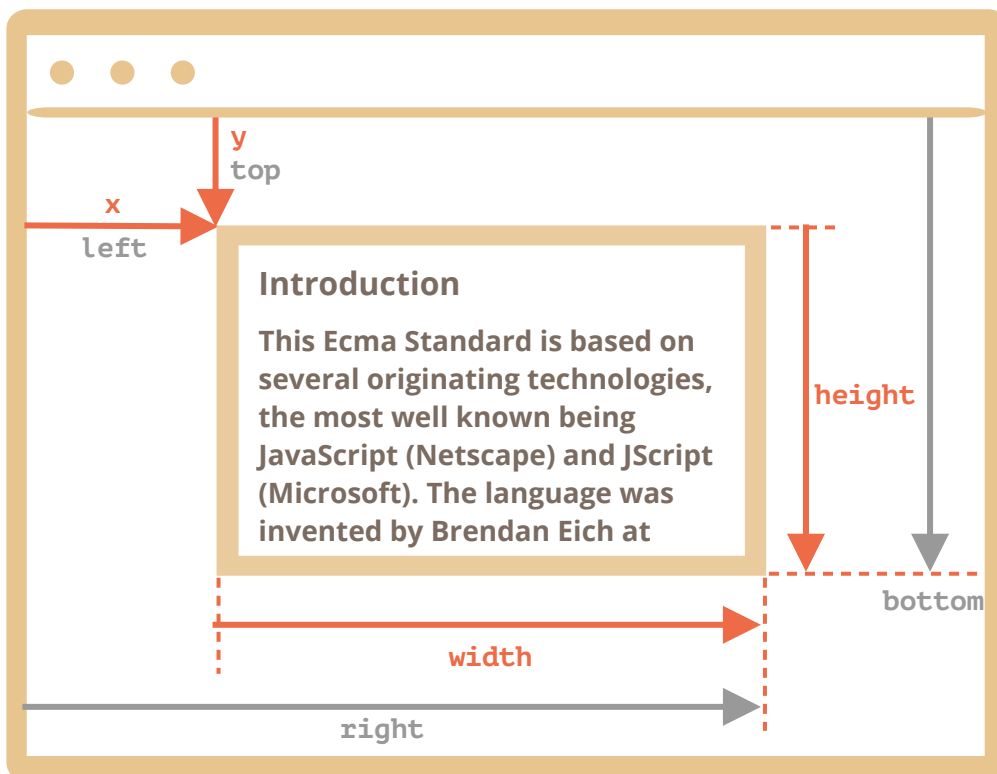 y
top
x
left
Introduction
This Ecma Standard is based on
several originating technologies,
the most well known being
JavaScript (Netscape) and JScript
(Microsoft). The language was
invented by Brendan Eich at
height
bottom
width
right